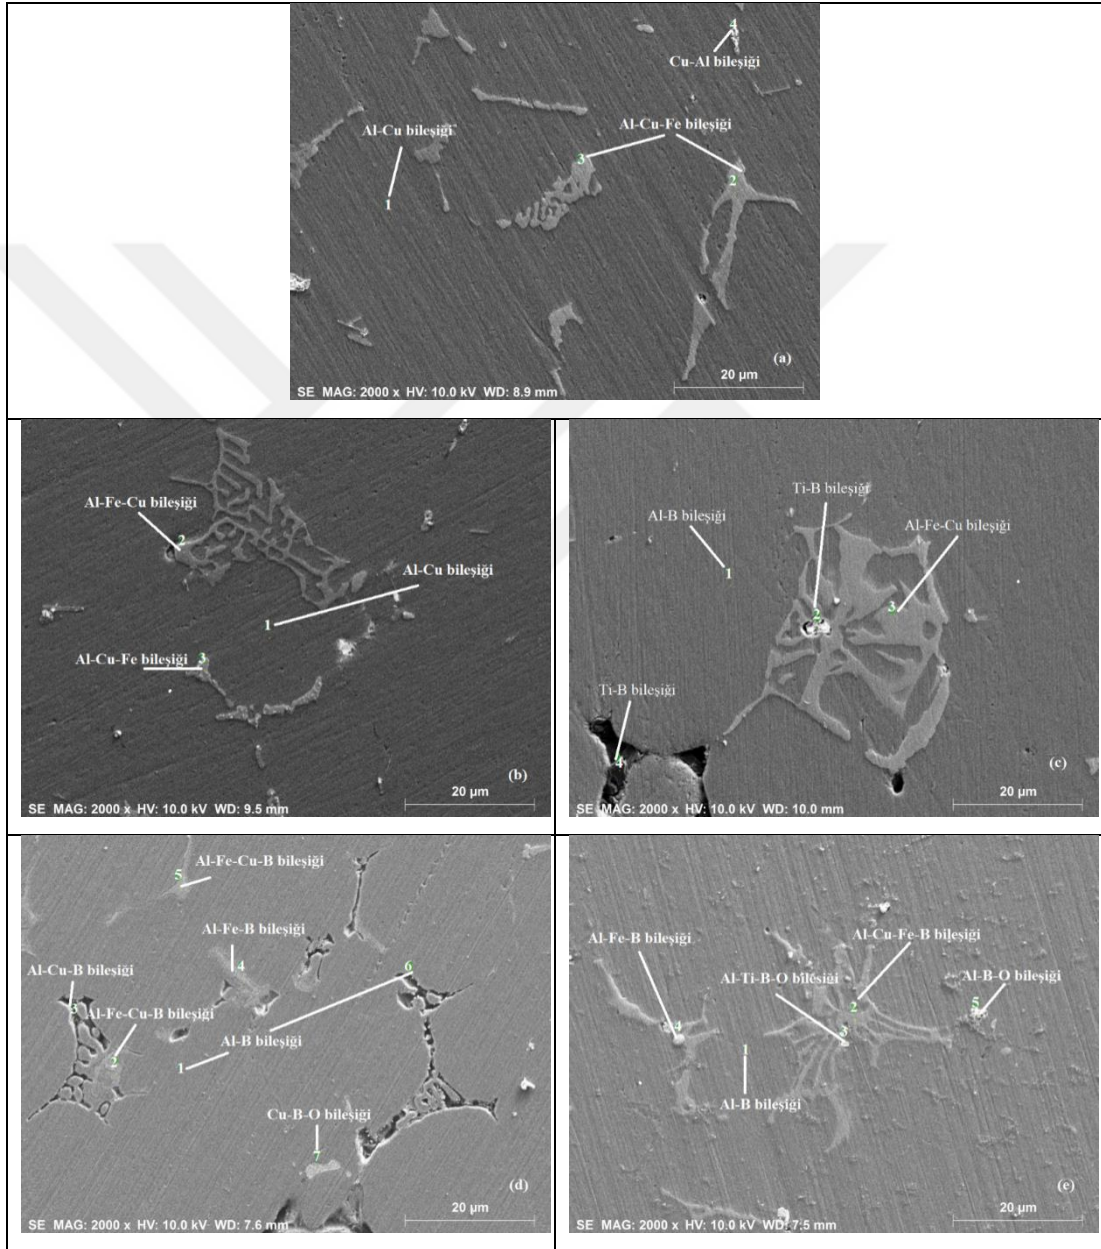 4
Cu-Al bileşiği
Al-Cu bileşiği
Al-Cu-Fe bileşiği
3
2
1
(a)
20 µm
SE MAG: 2000 x HV: 10.0 kV WD: 8.9 mm
Al-Fe-Cu bileşiği
2
Al-Cu bileşiği
1
Al-Cu-Fe bileşiği
3
(b)
20 µm
SE MAG: 2000 x HV: 10.0 kV WD: 9.5 mm
Ti-B bileşiği
Al-B bileşiği
Al-Fe-Cu bileşiği
1
2
3
Ti-B bileşiği
4
(c)
20 µm
SE MAG: 2000 x HV: 10.0 kV WD: 10.0 mm
Al-Fe-Cu-B bileşiği
5
Al-Fe-B bileşiği
4
6
Al-Cu-B bileşiği
3
Al-Fe-Cu-B bileşiği
2
Al-B bileşiği
1
Cu-B-O bileşiği
7
(d)
20 µm
SE MAG: 2000 x HV: 10.0 kV WD: 7.6 mm
Al-Fe-B bileşiği
Al-Cu-Fe-B bileşiği
Al-Ti-B-O bileşiği
Al-B-O bileşiği
5
2
4
3
1
Al-B bileşiği
(e)
20 µm
SE MAG: 2000 x HV: 10.0 kV WD: 7.5 mm